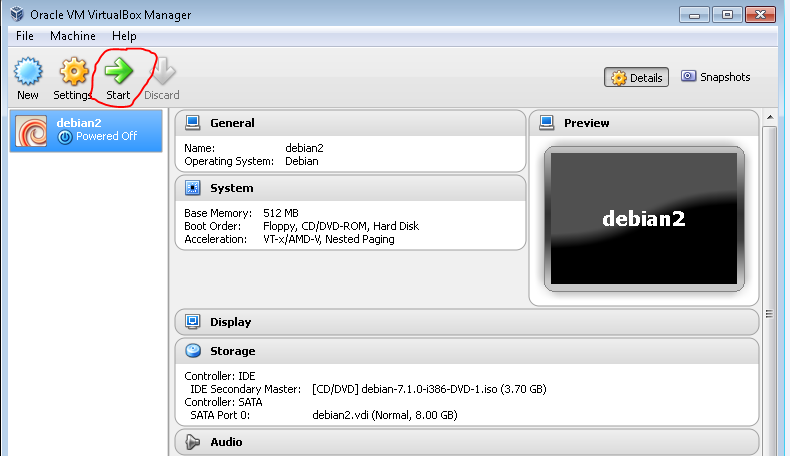 Oracle VM VirtualBox Manager
File Machine Help
New Settings Start Discard
Details Snapshots
debian2
Powered Off
General
Name: debian2
Operating System: Debian
System
Base Memory: 512 MB
Boot Order: Floppy, CD/DVD-ROM, Hard Disk
Acceleration: VT-x/AMD-V, Nested Paging
Preview
debian2
Display
Storage
Controller: IDE
IDE Secondary Master: [CD/DVD] debian-7.1.0-i386-DVD-1.iso (3.70 GB)
Controller: SATA
SATA Port 0: debian2.vdi (Normal, 8.00 GB)
Audio